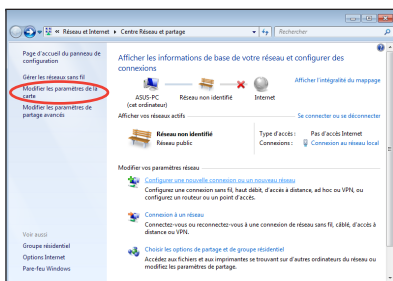 « Réseau et Internet ▸ Centre Réseau et partage
Rechercher
Page d'accueil du panneau de
configuration
Gérer les réseaux sans fil
Modifier les paramètres de la
carte
Modifier les paramètres de
partage avancés
Voir aussi
Groupe résidentiel
Options Internet
Pare-feu Windows
Afficher les informations de base de votre réseau et configurer des
connexions
Afficher l'intégralité du mappage
ASUS-PC
(cet ordinateur)
Réseau non identifié
Internet
Afficher vos réseaux actifs
Se connecter ou se déconnecter
Réseau non identifié
Réseau public
Type d'accès : Pas d'accès Internet
Connexions : Connexion au réseau local
Modifier vos paramètres réseau
Configurer une nouvelle connexion ou un nouveau réseau
Configurez une connexion sans fil, haut débit, d'accès à distance, ad hoc ou VPN, ou
configurez un routeur ou un point d'accès.
Connexion à un réseau
Connectez-vous ou reconnectez-vous à une connexion de réseau sans fil, câblé, d'accès à
distance ou VPN.
Choisir les options de partage et de groupe résidentiel
Accédez aux fichiers et aux imprimantes se trouvant sur d'autres ordinateurs du réseau ou
modifiez les paramètres de partage.